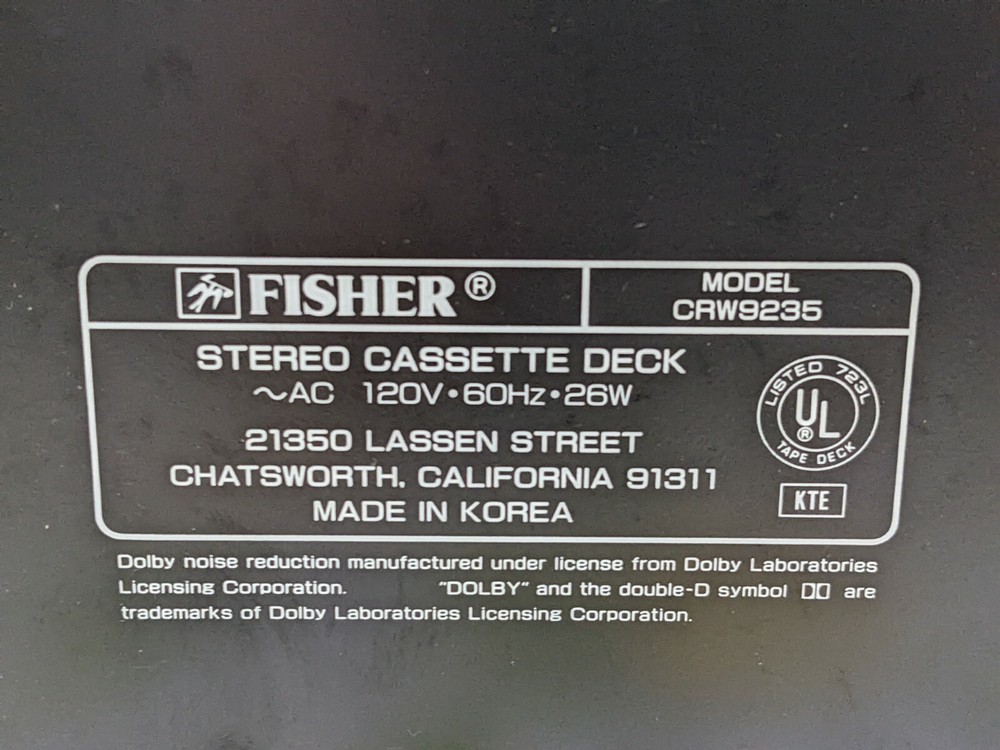 FISHER®
MODEL
CRW9235
STEREO CASSETTE DECK
~AC 120V•60Hz•26W
21350 LASSEN STREET
CHATSWORTH, CALIFORNIA 91311
MADE IN KOREA
LISTED 723L
UL®
TAPE DECK
KTE
Dolby noise reduction manufactured under license from Dolby Laboratories
Licensing Corporation. "DOLBY" and the double-D symbol are
trademarks of Dolby Laboratories Licensing Corporation.